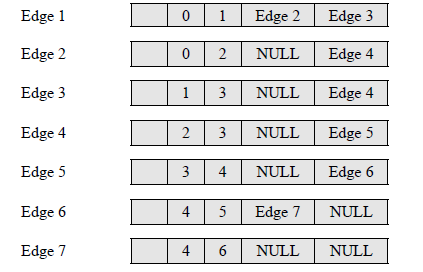 Edge 1 0 1 Edge 2 Edge 3
Edge 2 0 2 NULL Edge 4
Edge 3 1 3 NULL Edge 4
Edge 4 2 3 NULL Edge 5
Edge 5 3 4 NULL Edge 6
Edge 6 4 5 Edge 7 NULL
Edge 7 4 6 NULL NULL